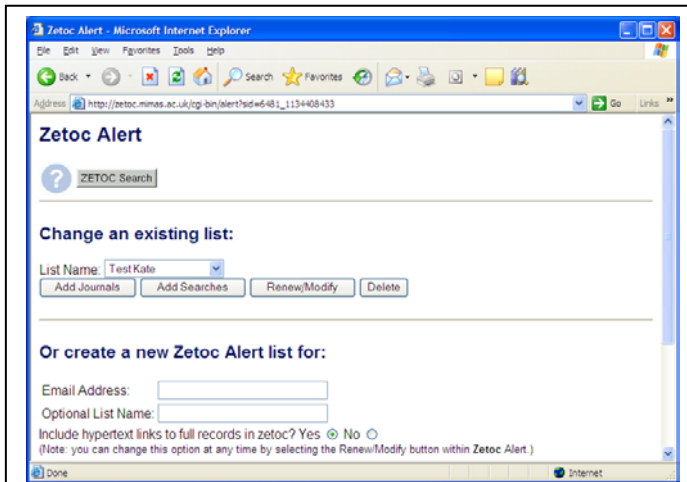 Zetoc Alert - Microsoft Internet Explorer
File Edit View Favorites Tools Help
Back Search Favorites
Address http://zetoc.mimas.ac.uk/cgi-bin/alert?sid=6481_1134408433 Go Links »
Zetoc Alert
? ZETOC Search
Change an existing list:
List Name: Test Kate
Add Journals Add Searches Renew/Modify Delete
Or create a new Zetoc Alert list for:
Email Address:
Optional List Name:
Include hypertext links to full records in zetoc? Yes No
(Note: you can change this option at any time by selecting the Renew/Modify button within Zetoc Alert.)
Done Internet